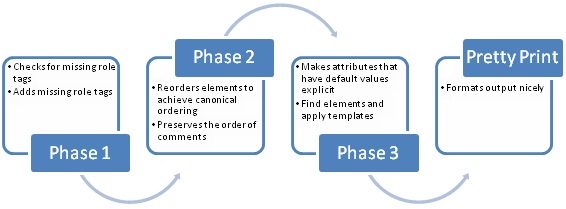 • Checks for missing role
tags
• Adds missing role tags
Phase 1
Phase 2
• Reorders elements to
achieve canonical
ordering
• Preserves the order of
comments
• Makes attributes that
have default values
explicit
• Find elements and
apply templates
Phase 3
Pretty Print
• Formats output nicely